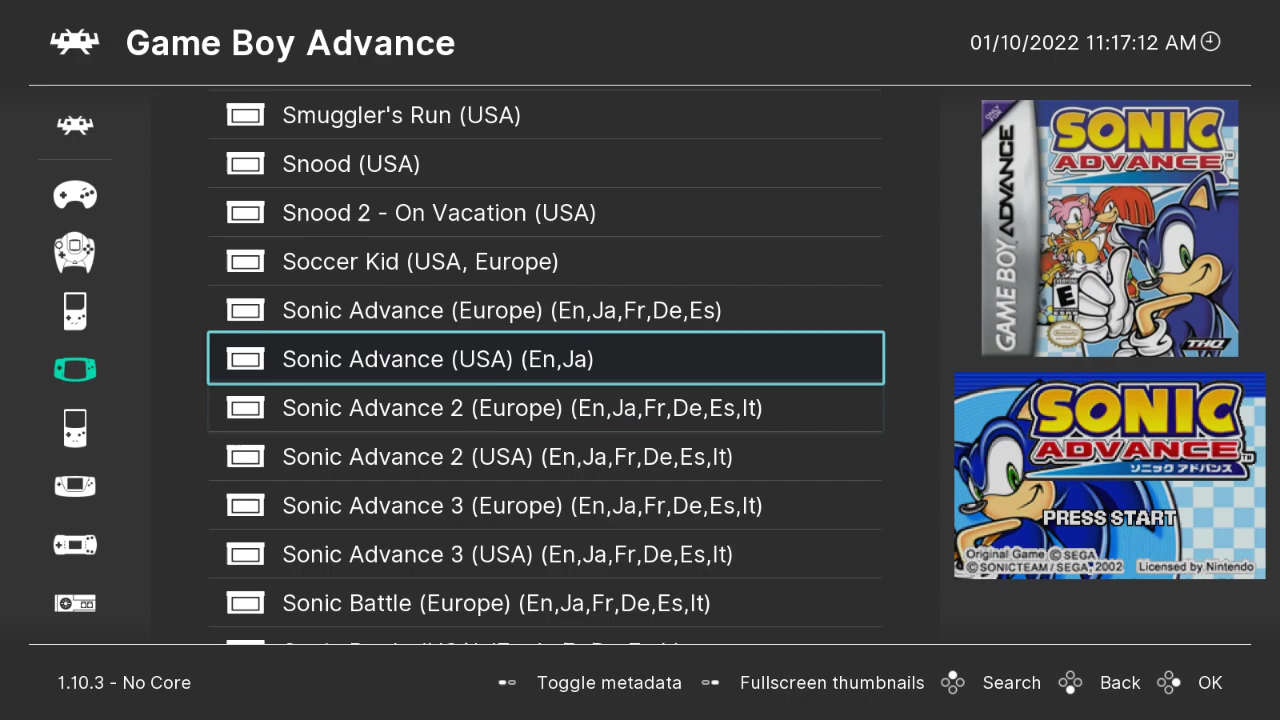 Game Boy Advance
01/10/2022 11:17:12 AM
Smuggler's Run (USA)
Snood (USA)
Snood 2 - On Vacation (USA)
Soccer Kid (USA, Europe)
Sonic Advance (Europe) (En,Ja,Fr,De,Es)
Sonic Advance (USA) (En,Ja)
Sonic Advance 2 (Europe) (En,Ja,Fr,De,Es,It)
Sonic Advance 2 (USA) (En,Ja,Fr,De,Es,It)
Sonic Advance 3 (Europe) (En,Ja,Fr,De,Es,It)
Sonic Advance 3 (USA) (En,Ja,Fr,De,Es,It)
Sonic Battle (Europe) (En,Ja,Fr,De,Es,It)
ONLY FOR
GAME BOY ADVANCE
SONIC
ADVANCE™
EVERYONE
E
ESRB
THQ
SONIC
ADVANCE™
ソニック アドバンス
PRESS START
Original Game © SEGA
© SONICTEAM / SEGA, 2002 Licensed by Nintendo
1.10.3 - No Core
Toggle metadata
Fullscreen thumbnails
Search
Back
OK